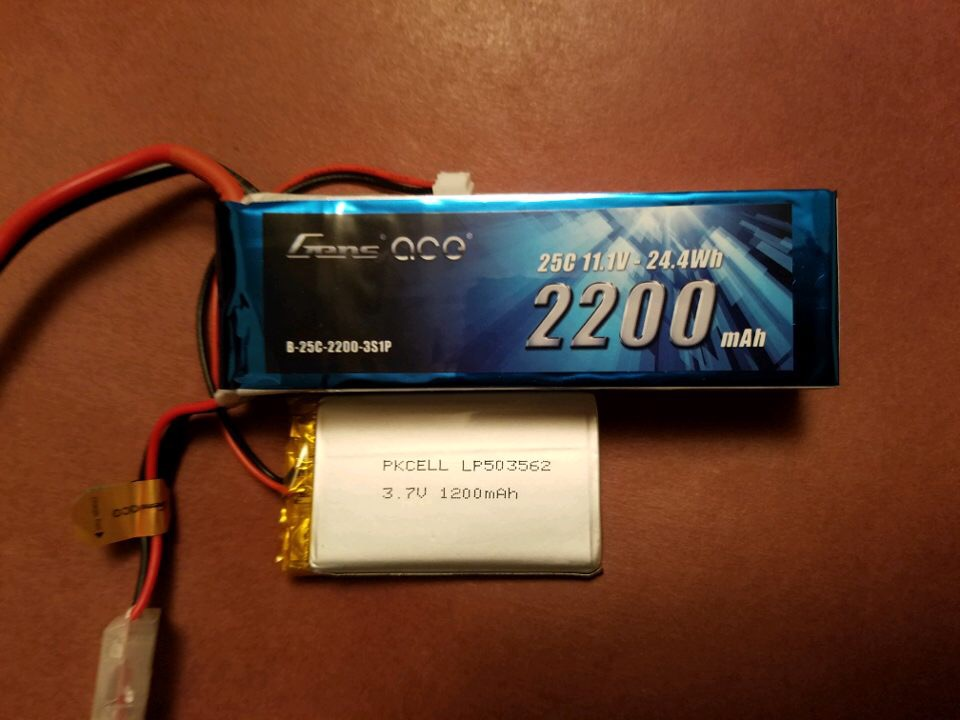 Gens ace
25C 11.1V - 24.4Wh
2200 mAh
B-25C-2200-3S1P
PKCELL LP503562
3.7V 1200mAh